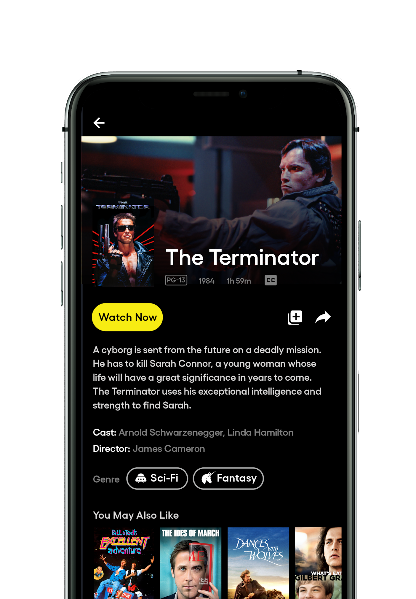 TERMINATOR
The Terminator
PG-13 1984 1h 59m CC
Watch Now
A cyborg is sent from the future on a deadly mission.
He has to kill Sarah Connor, a young woman whose
life will have a great significance in years to come.
The Terminator uses his exceptional intelligence and
strength to find Sarah.
Cast: Arnold Schwarzenegger, Linda Hamilton
Director: James Cameron
Genre Sci-Fi Fantasy
You May Also Like
BILL & TED'S
EXCELLENT
adventure
THE IDES OF MARCH
DANCES WITH
WOLVES
WHAT'S EAT
GILBERT GRA